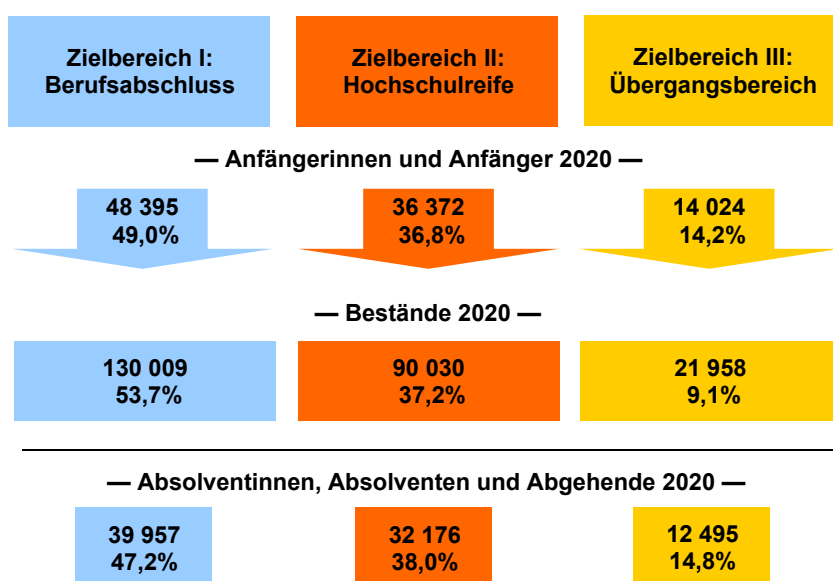 Zielbereich I:
Berufsabschluss
Zielbereich II:
Hochschulreife
Zielbereich III:
Übergangsbereich
— Anfängerinnen und Anfänger 2020 —
48 395
49,0%
36 372
36,8%
14 024
14,2%
— Bestände 2020 —
130 009
53,7%
90 030
37,2%
21 958
9,1%
— Absolventinnen, Absolventen und Abgehende 2020 —
39 957
47,2%
32 176
38,0%
12 495
14,8%